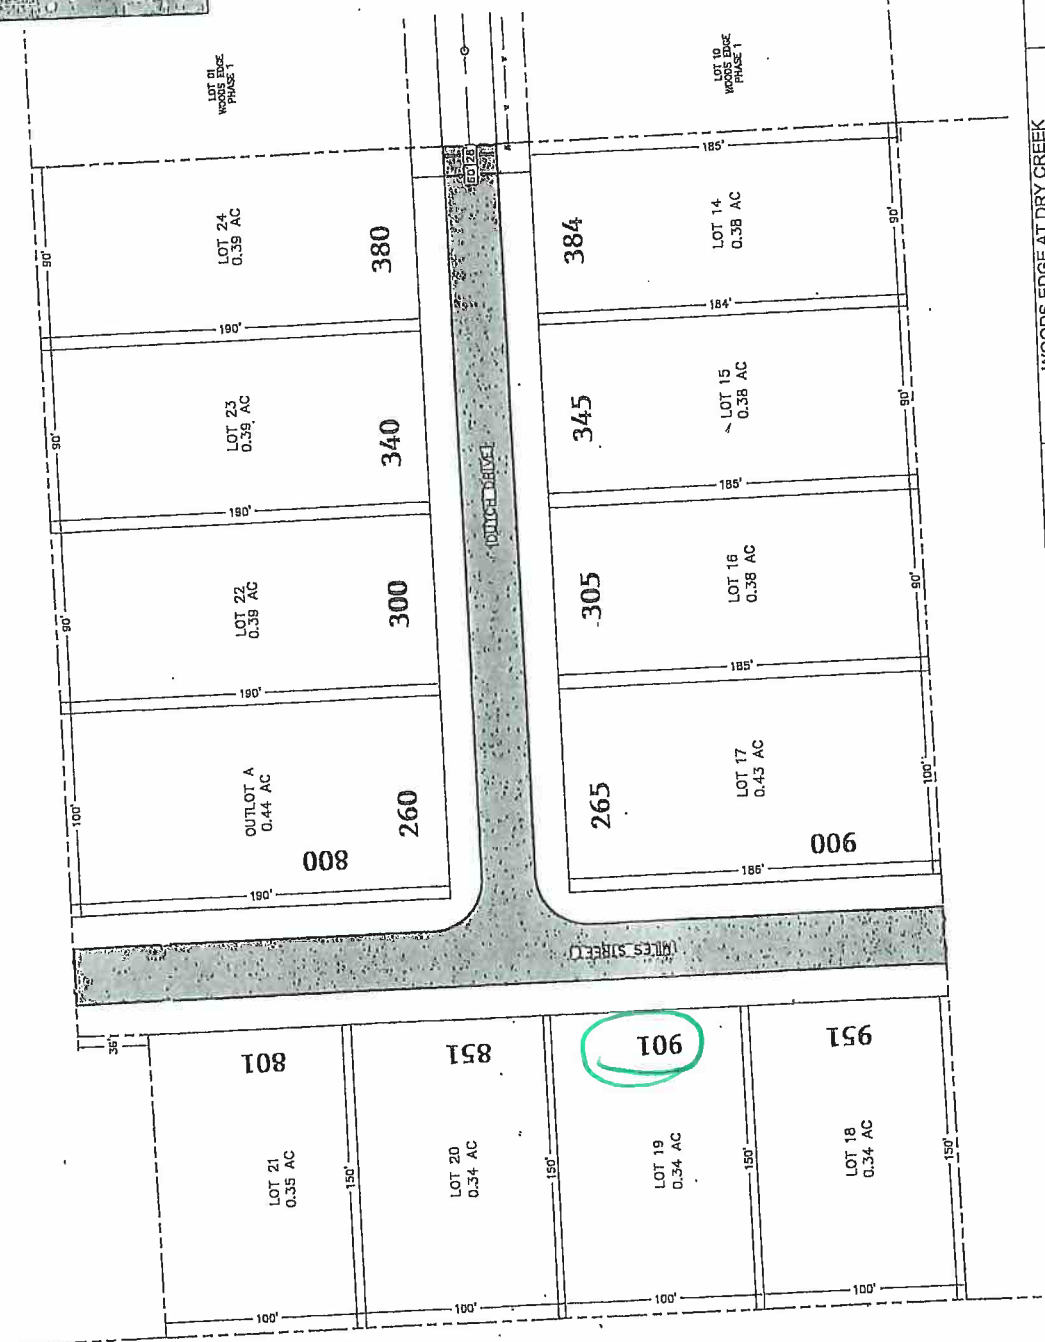 LOT 01
WOODS EDGE
PHASE 1
LOT 10
WOODS EDGE
PHASE 1
WOODS EDGE AT DRY CREEK
60'
28'
185'
90'
LOT 24
0.39 AC
380
384
LOT 14
0.38 AC
90'
190'
184'
90'
LOT 23
0.39 AC
340
345
LOT 15
0.38 AC
90'
190'
185'
DUTCH DRIVE
90'
LOT 22
0.39 AC
300
305
LOT 16
0.38 AC
90'
190'
185'
100'
OUTLOT A
0.44 AC
260
800
265
LOT 17
0.43 AC
900
100'
190'
186'
MILES STREET
36'
801
851
901
951
LOT 21
0.35 AC
150'
LOT 20
0.34 AC
150'
LOT 19
0.34 AC
150'
LOT 18
0.34 AC
150'
100'
100'
100'
100'